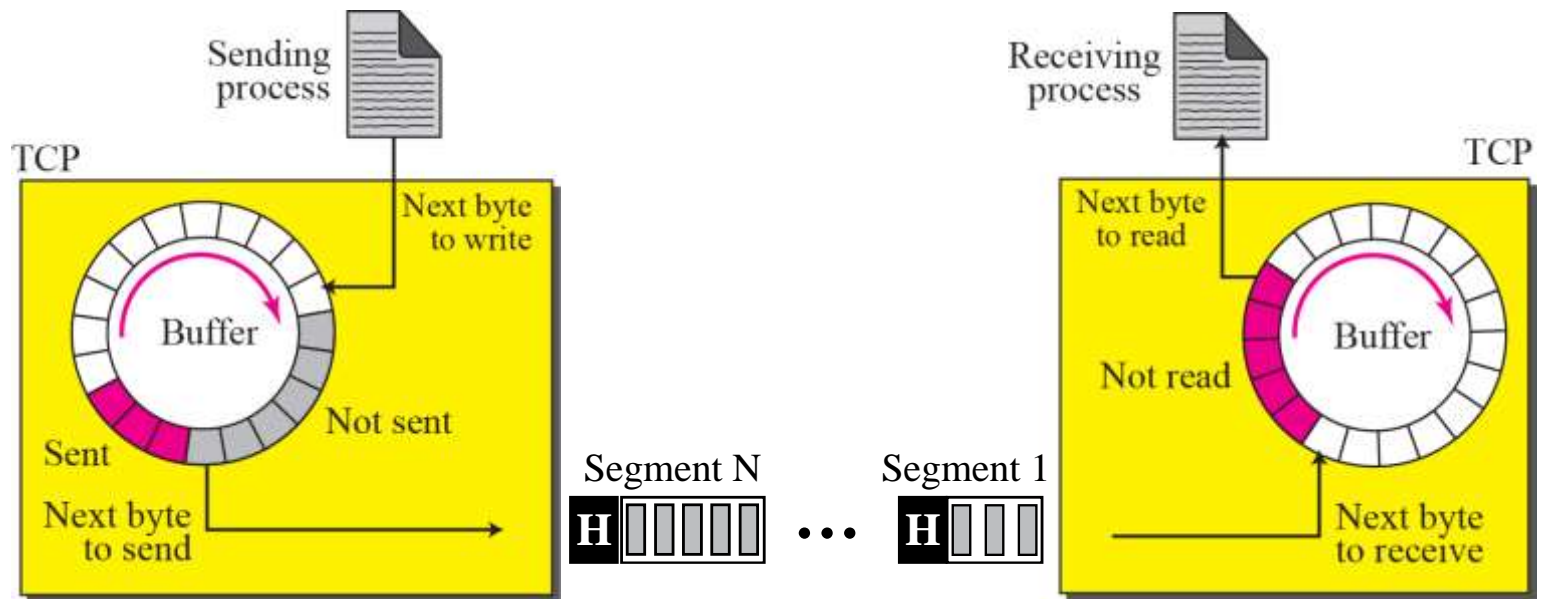 Sending
process
TCP
Next byte
to write
Buffer
Not sent
Sent
Next byte
to send
Segment N
H
...
Segment 1
H
Receiving
process
TCP
Next byte
to read
Buffer
Not read
Next byte
to receive